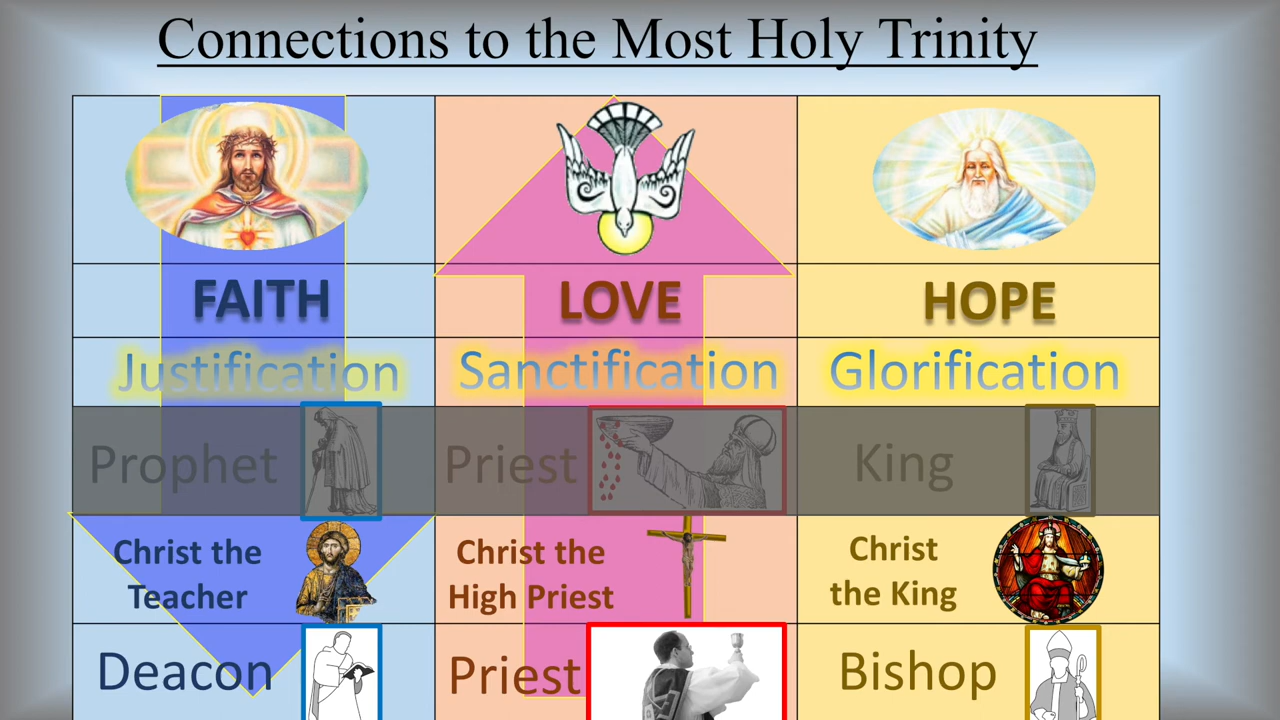 Connections to the Most Holy Trinity
FAITH LOVE HOPE
Justification Sanctification Glorification
Prophet Priest King
Christ the Teacher
Christ the High Priest
Christ the King
Deacon Priest Bishop